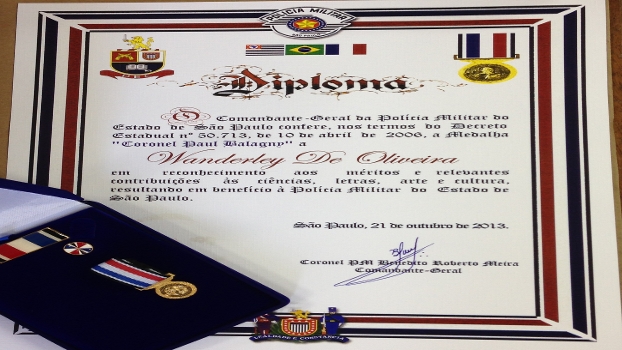 POLÍCIA MILITAR
SÃO PAULO
Diploma
O Comandante-Geral da Polícia Militar do
Estado de São Paulo confere, nos termos do Decreto
Estadual nº 50.713, de 10 de abril de 2006, a Medalha
"Coronel Paul Balagny" a
Wanderley De Oliveira
em reconhecimento aos méritos e relevantes
contribuições às ciências, letras, arte e cultura,
resultando em benefício à Polícia Militar do Estado de
São Paulo.
São Paulo, 21 de outubro de 2013.
Coronel PM Benedito Roberto Meira
Comandante-Geral
LEALDADE E CONSTÂNCIA